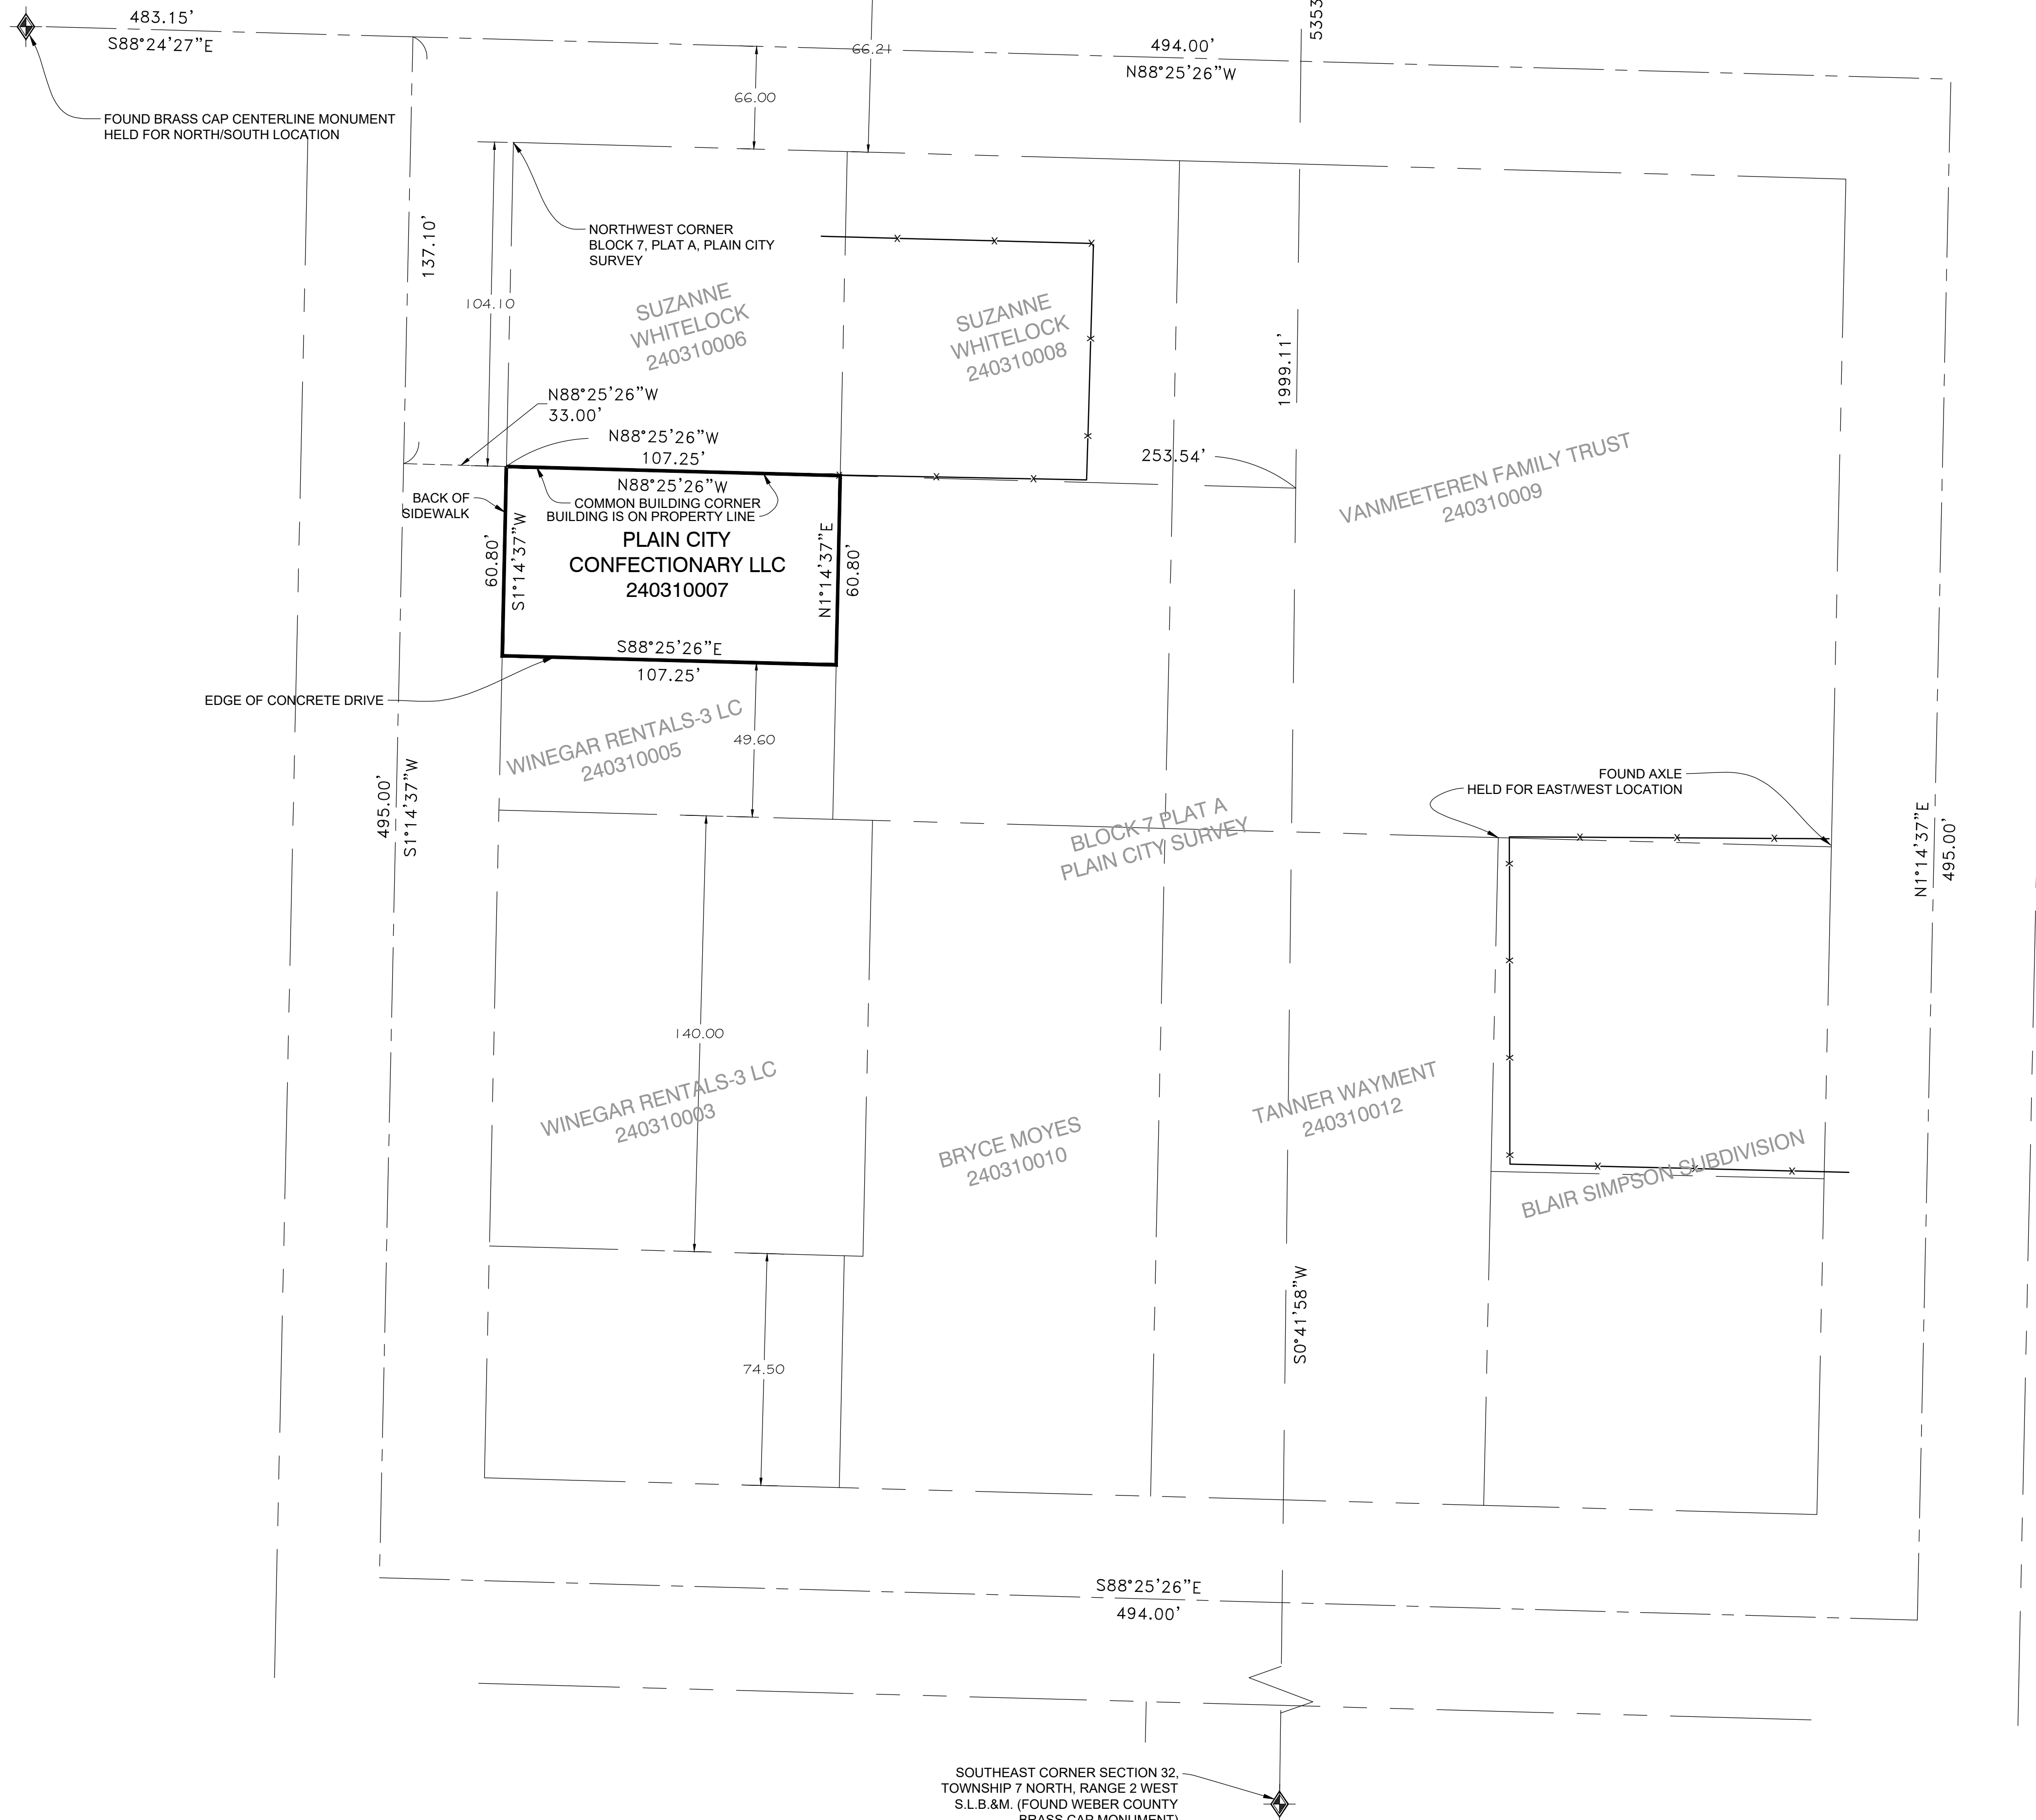 483.15’
S88°24’27”E
66.21
494.00’
N88°25’26”W
5353
66.00
FOUND BRASS CAP CENTERLINE MONUMENT
HELD FOR NORTH/SOUTH LOCATION
137.10’
104.10
NORTHWEST CORNER
BLOCK 7, PLAT A, PLAIN CITY
SURVEY
SUZANNE
WHITELOCK
240310006
SUZANNE
WHITELOCK
240310008
1999.11’
N88°25’26”W
33.00’
N88°25’26”W
107.25’
253.54’
VANMEETEREN FAMILY TRUST
240310009
N88°25’26”W
BACK OF
SIDEWALK
COMMON BUILDING CORNER
BUILDING IS ON PROPERTY LINE
60.80’
S1°14’37”W
PLAIN CITY
CONFECTIONARY LLC
240310007
N1°14’37”E
60.80’
S88°25’26”E
107.25’
EDGE OF CONCRETE DRIVE
WINEGAR RENTALS-3 LC
240310005
49.60
495.00’
S1°14’37”W
FOUND AXLE
HELD FOR EAST/WEST LOCATION
BLOCK 7 PLAT A
PLAIN CITY SURVEY
N1°14’37”E
495.00’
140.00
WINEGAR RENTALS-3 LC
240310003
BRYCE MOYES
240310010
TANNER WAYMENT
240310012
BLAIR SIMPSON SUBDIVISION
S0°41’58”W
74.50
S88°25’26”E
494.00’
SOUTHEAST CORNER SECTION 32,
TOWNSHIP 7 NORTH, RANGE 2 WEST
S.L.B.&M. (FOUND WEBER COUNTY
BRASS CAP MONUMENT)